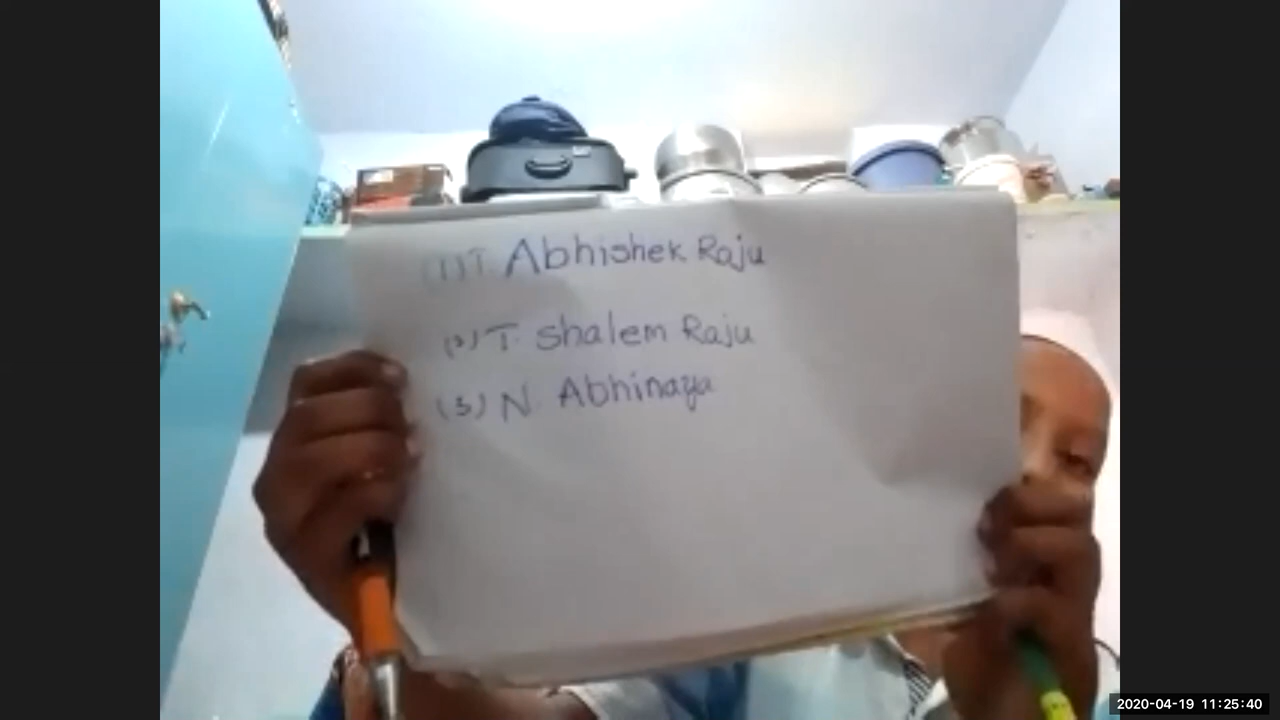 (1) T. Abhishek Raju
(2) T. Shalem Raju
(3) N. Abhinaya
2020-04-19 11:25:40